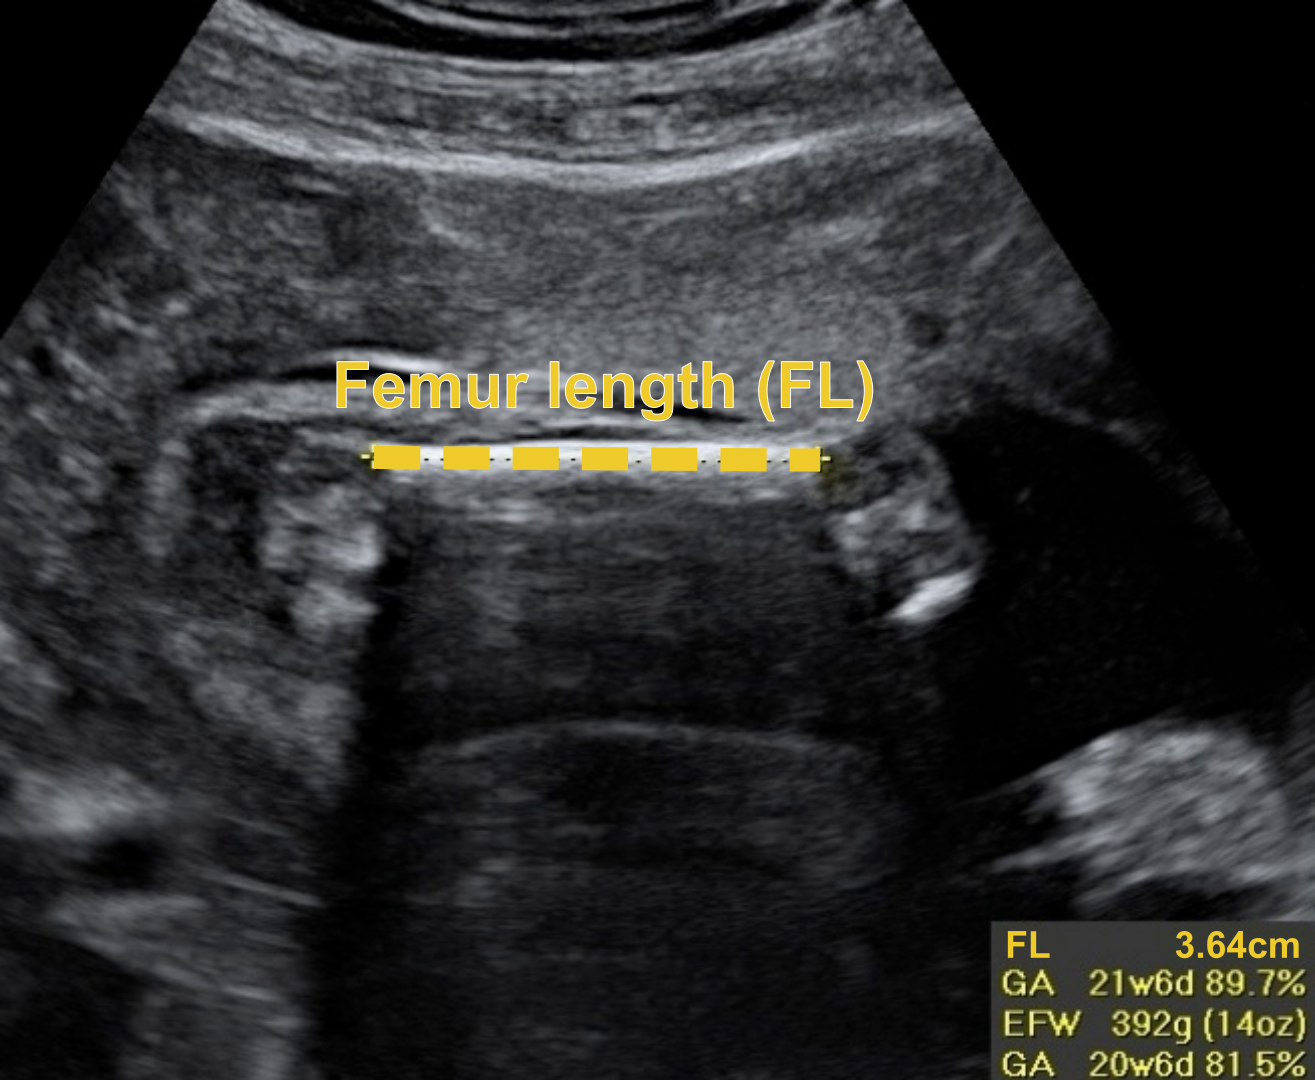 Femur length (FL)
FL 3.64cm
GA 21w6d 89.7%
EFW 392g (14oz)
GA 20w6d 81.5%